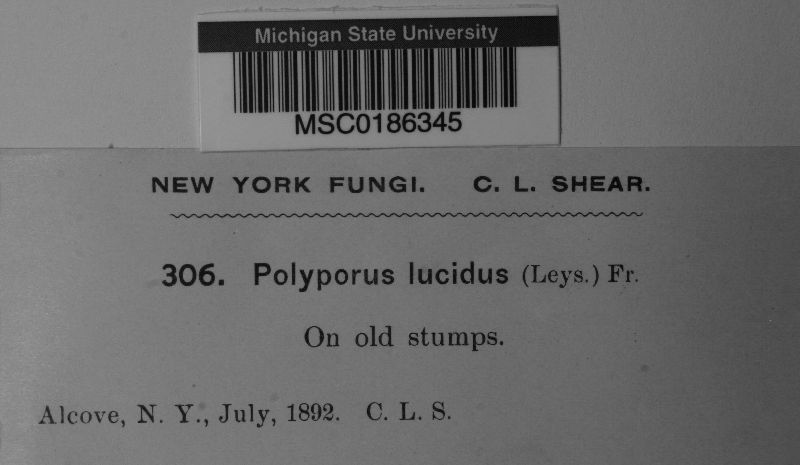 Michigan State University
MSC0186345
NEW YORK FUNGI. C. L. SHEAR.
306. Polyporus lucidus (Leys.) Fr.
On old stumps.
Alcove, N. Y., July, 1892. C. L. S.